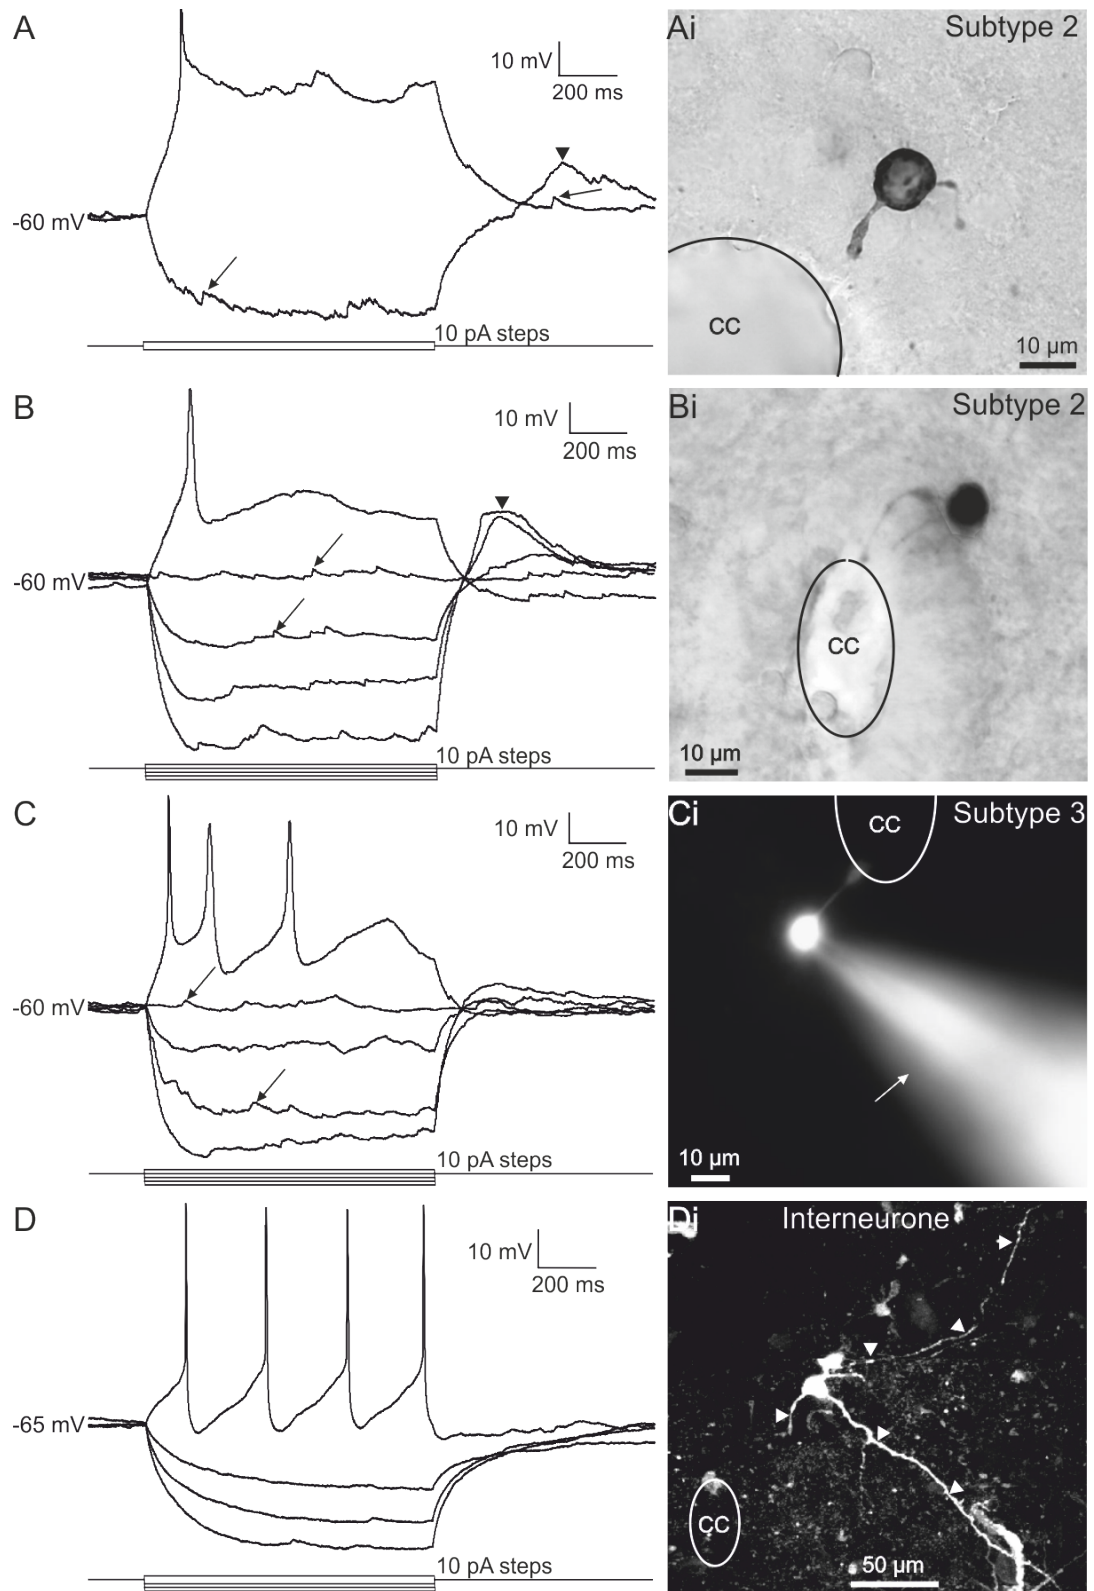 A
10 mV
200 ms
-60 mV
10 pA steps
Ai
Subtype 2
cc
10 µm
B
10 mV
200 ms
-60 mV
10 pA steps
Bi
Subtype 2
cc
10 µm
C
10 mV
200 ms
-60 mV
10 pA steps
Ci
cc
Subtype 3
10 µm
D
10 mV
200 ms
-65 mV
10 pA steps
Di
Interneurone
cc
50 µm